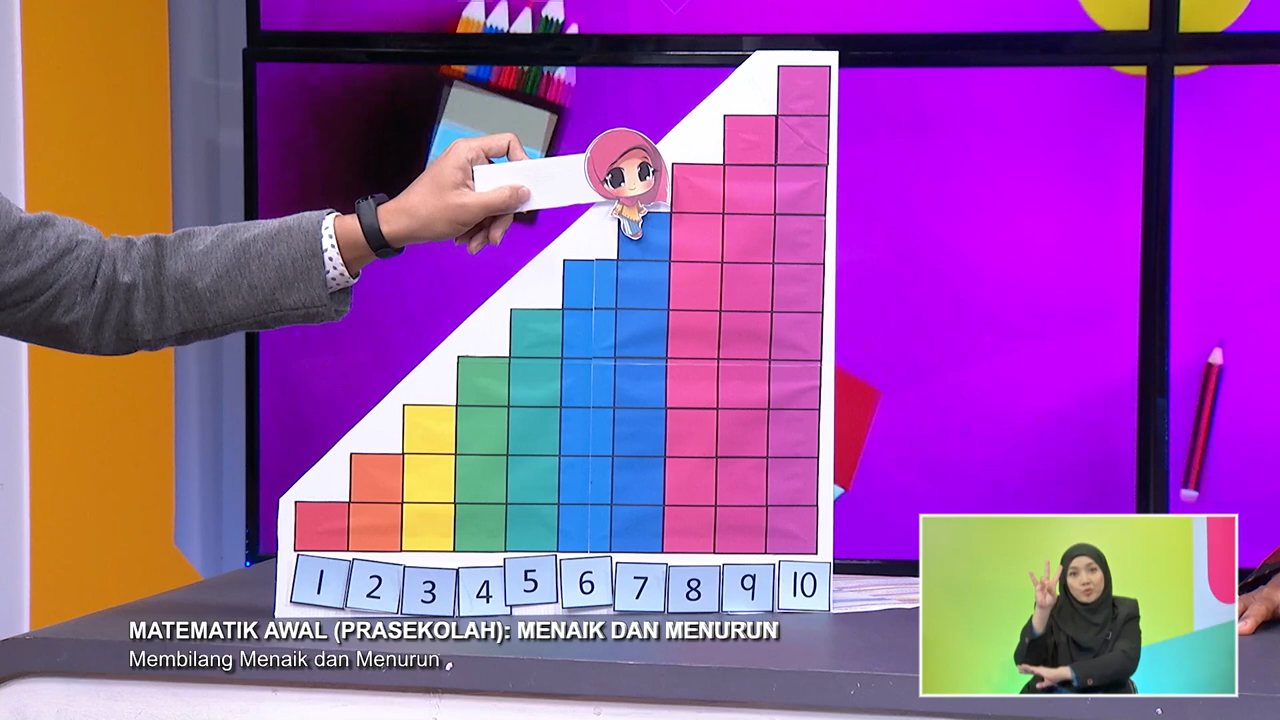 1 2 3 4 5 6 7 8 9 10
MATEMATIK AWAL (PRASEKOLAH): MENAIK DAN MENURUN
Membilang Menaik dan Menurun